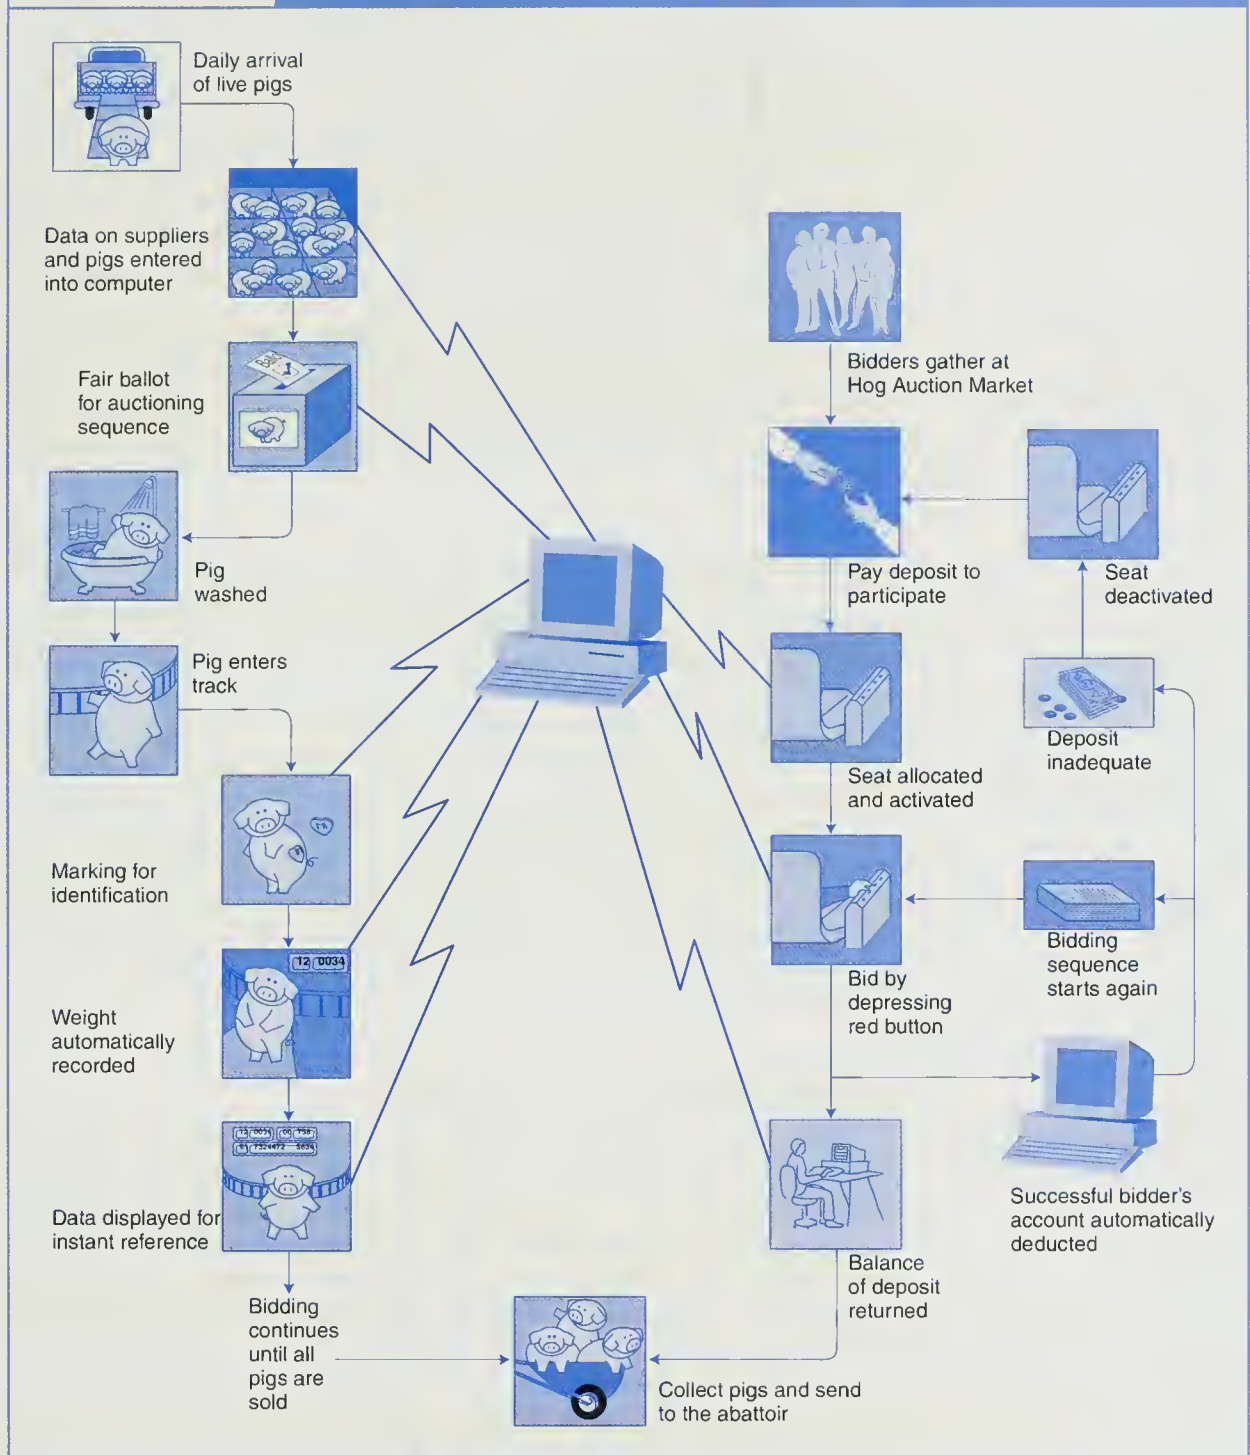 Daily arrival
of live pigs
Data on suppliers
and pigs entered
into computer
Fair ballot
for auctioning
sequence
Pig
washed
Pig enters
track
Marking for
identification
12 0034
Weight
automatically
recorded
Data displayed for
instant reference
Bidding
continues
until all
pigs are
sold
Bidders gather at
Hog Auction Market
Pay deposit to
participate
Seat
deactivated
Deposit
inadequate
Seat allocated
and activated
Bidding
sequence
starts again
Bid by
depressing
red button
Successful bidder's
account automatically
deducted
Balance
of deposit
returned
Collect pigs and send
to the abattoir